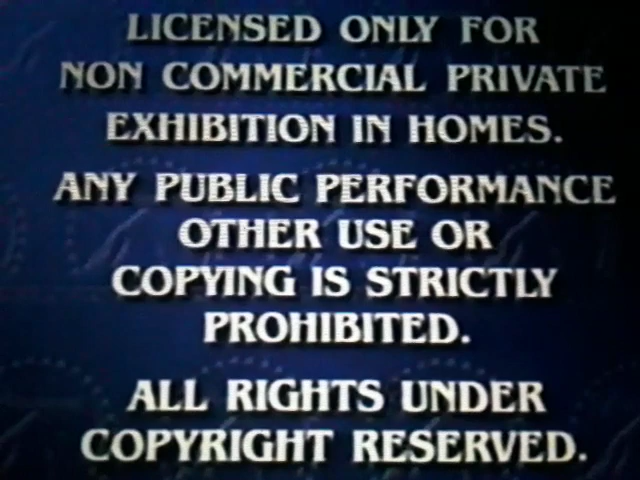 LICENSED ONLY FOR
NON COMMERCIAL PRIVATE
EXHIBITION IN HOMES.
ANY PUBLIC PERFORMANCE
OTHER USE OR
COPYING IS STRICTLY
PROHIBITED.
ALL RIGHTS UNDER
COPYRIGHT RESERVED.